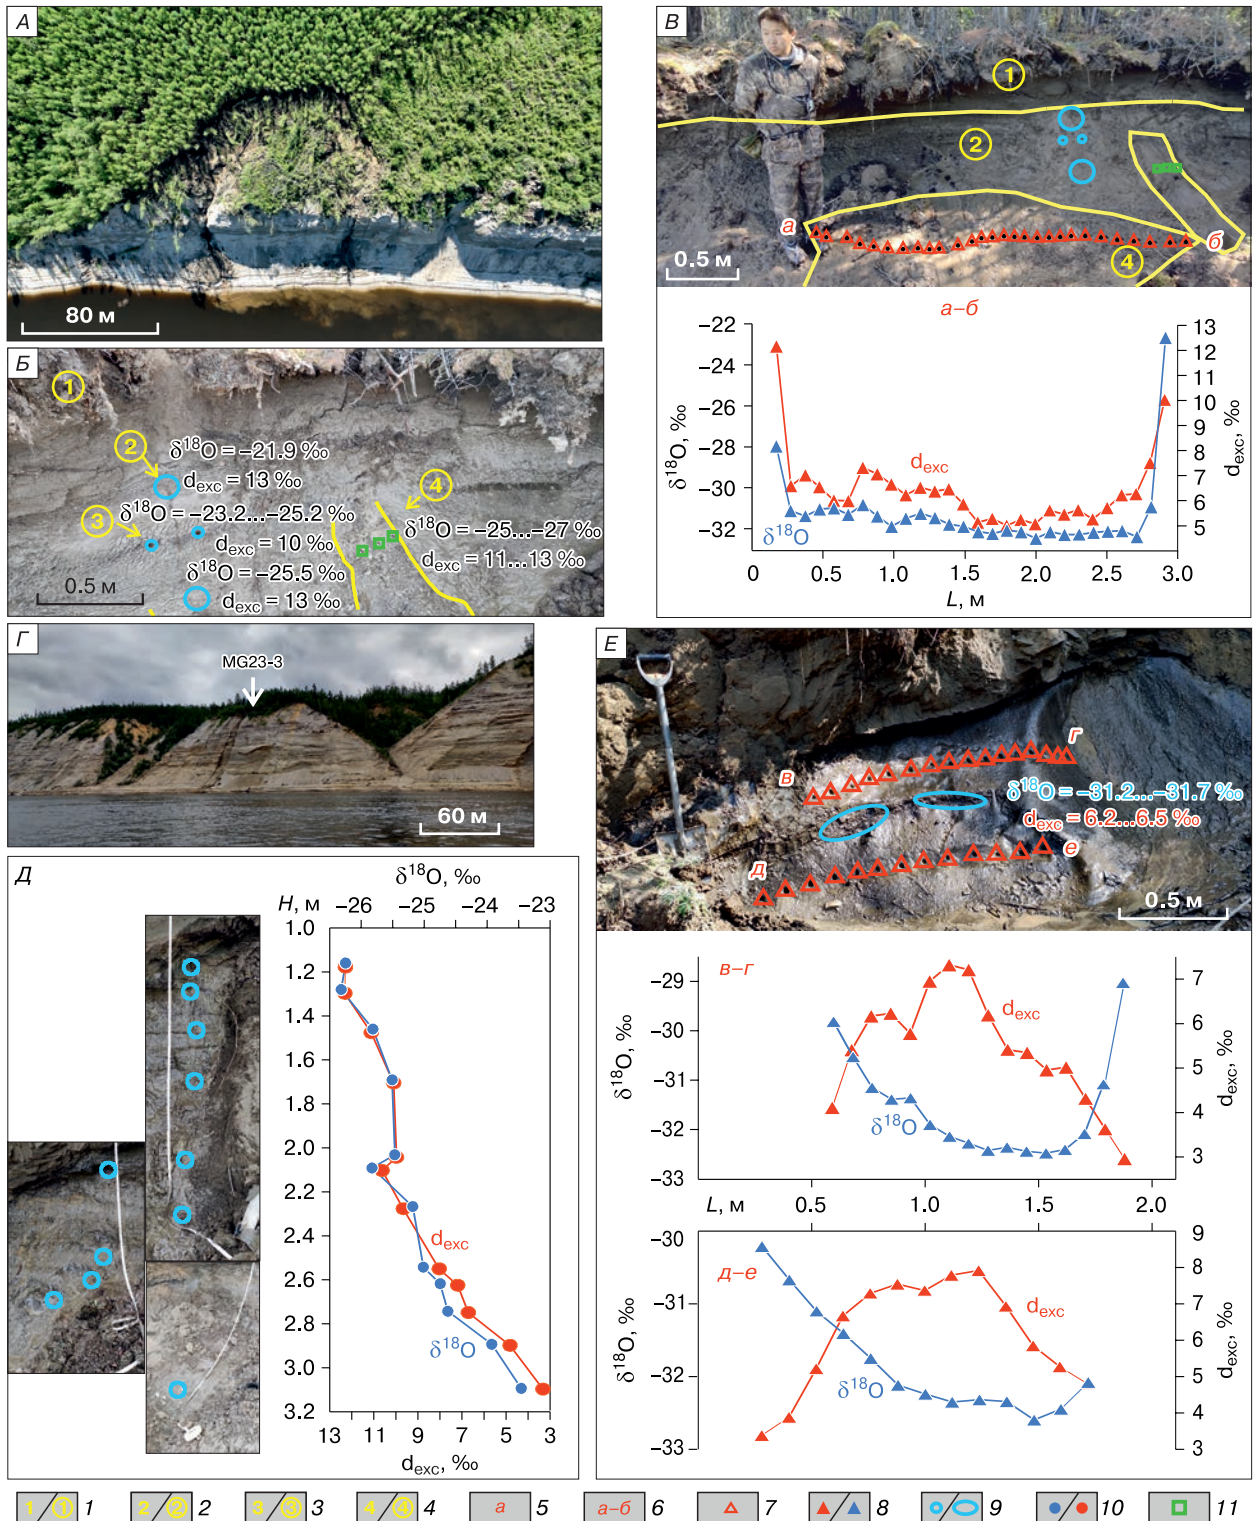 А
80 м
Б
1
2
δ18O = –21.9 ‰
dexc = 13 ‰
3
δ18O = –23.2...–25.2 ‰
dexc = 10 ‰
4
δ18O = –25...–27 ‰
dexc = 11...13 ‰
δ18O = –25.5 ‰
dexc = 13 ‰
0.5 м
В
1
2
а
б
4
0.5 м
а–б
δ18O, ‰
–22
–24
–26
–28
–30
–32
dexc
δ18O
13
12
11
10
9
8
7
6
5
4
dexc, ‰
0 0.5 1.0 1.5 2.0 2.5 3.0
L, м
Г
MG23-3
60 м
Д
δ18O, ‰
H, м
–26 –25 –24 –23
1.0
1.2
1.4
1.6
1.8
2.0
2.2
2.4
2.6
2.8
3.0
3.2
dexc
δ18O
13 11 9 7 5 3
dexc, ‰
Е
в
г
δ18O = –31.2...–31.7 ‰
dexc = 6.2...6.5 ‰
д
е
0.5 м
в–г
δ18O, ‰
–29
–30
–31
–32
–33
dexc
δ18O
7
6
5
4
3
dexc, ‰
L, м
0.5 1.0 1.5 2.0
д–е
δ18O, ‰
–30
–31
–32
–33
dexc
δ18O
9
8
7
6
5
4
3
dexc, ‰
1/1 1 2/2 2 3/3 3 4/4 4 а 5 а–б 6 7 / 8 / 9 / 10 11